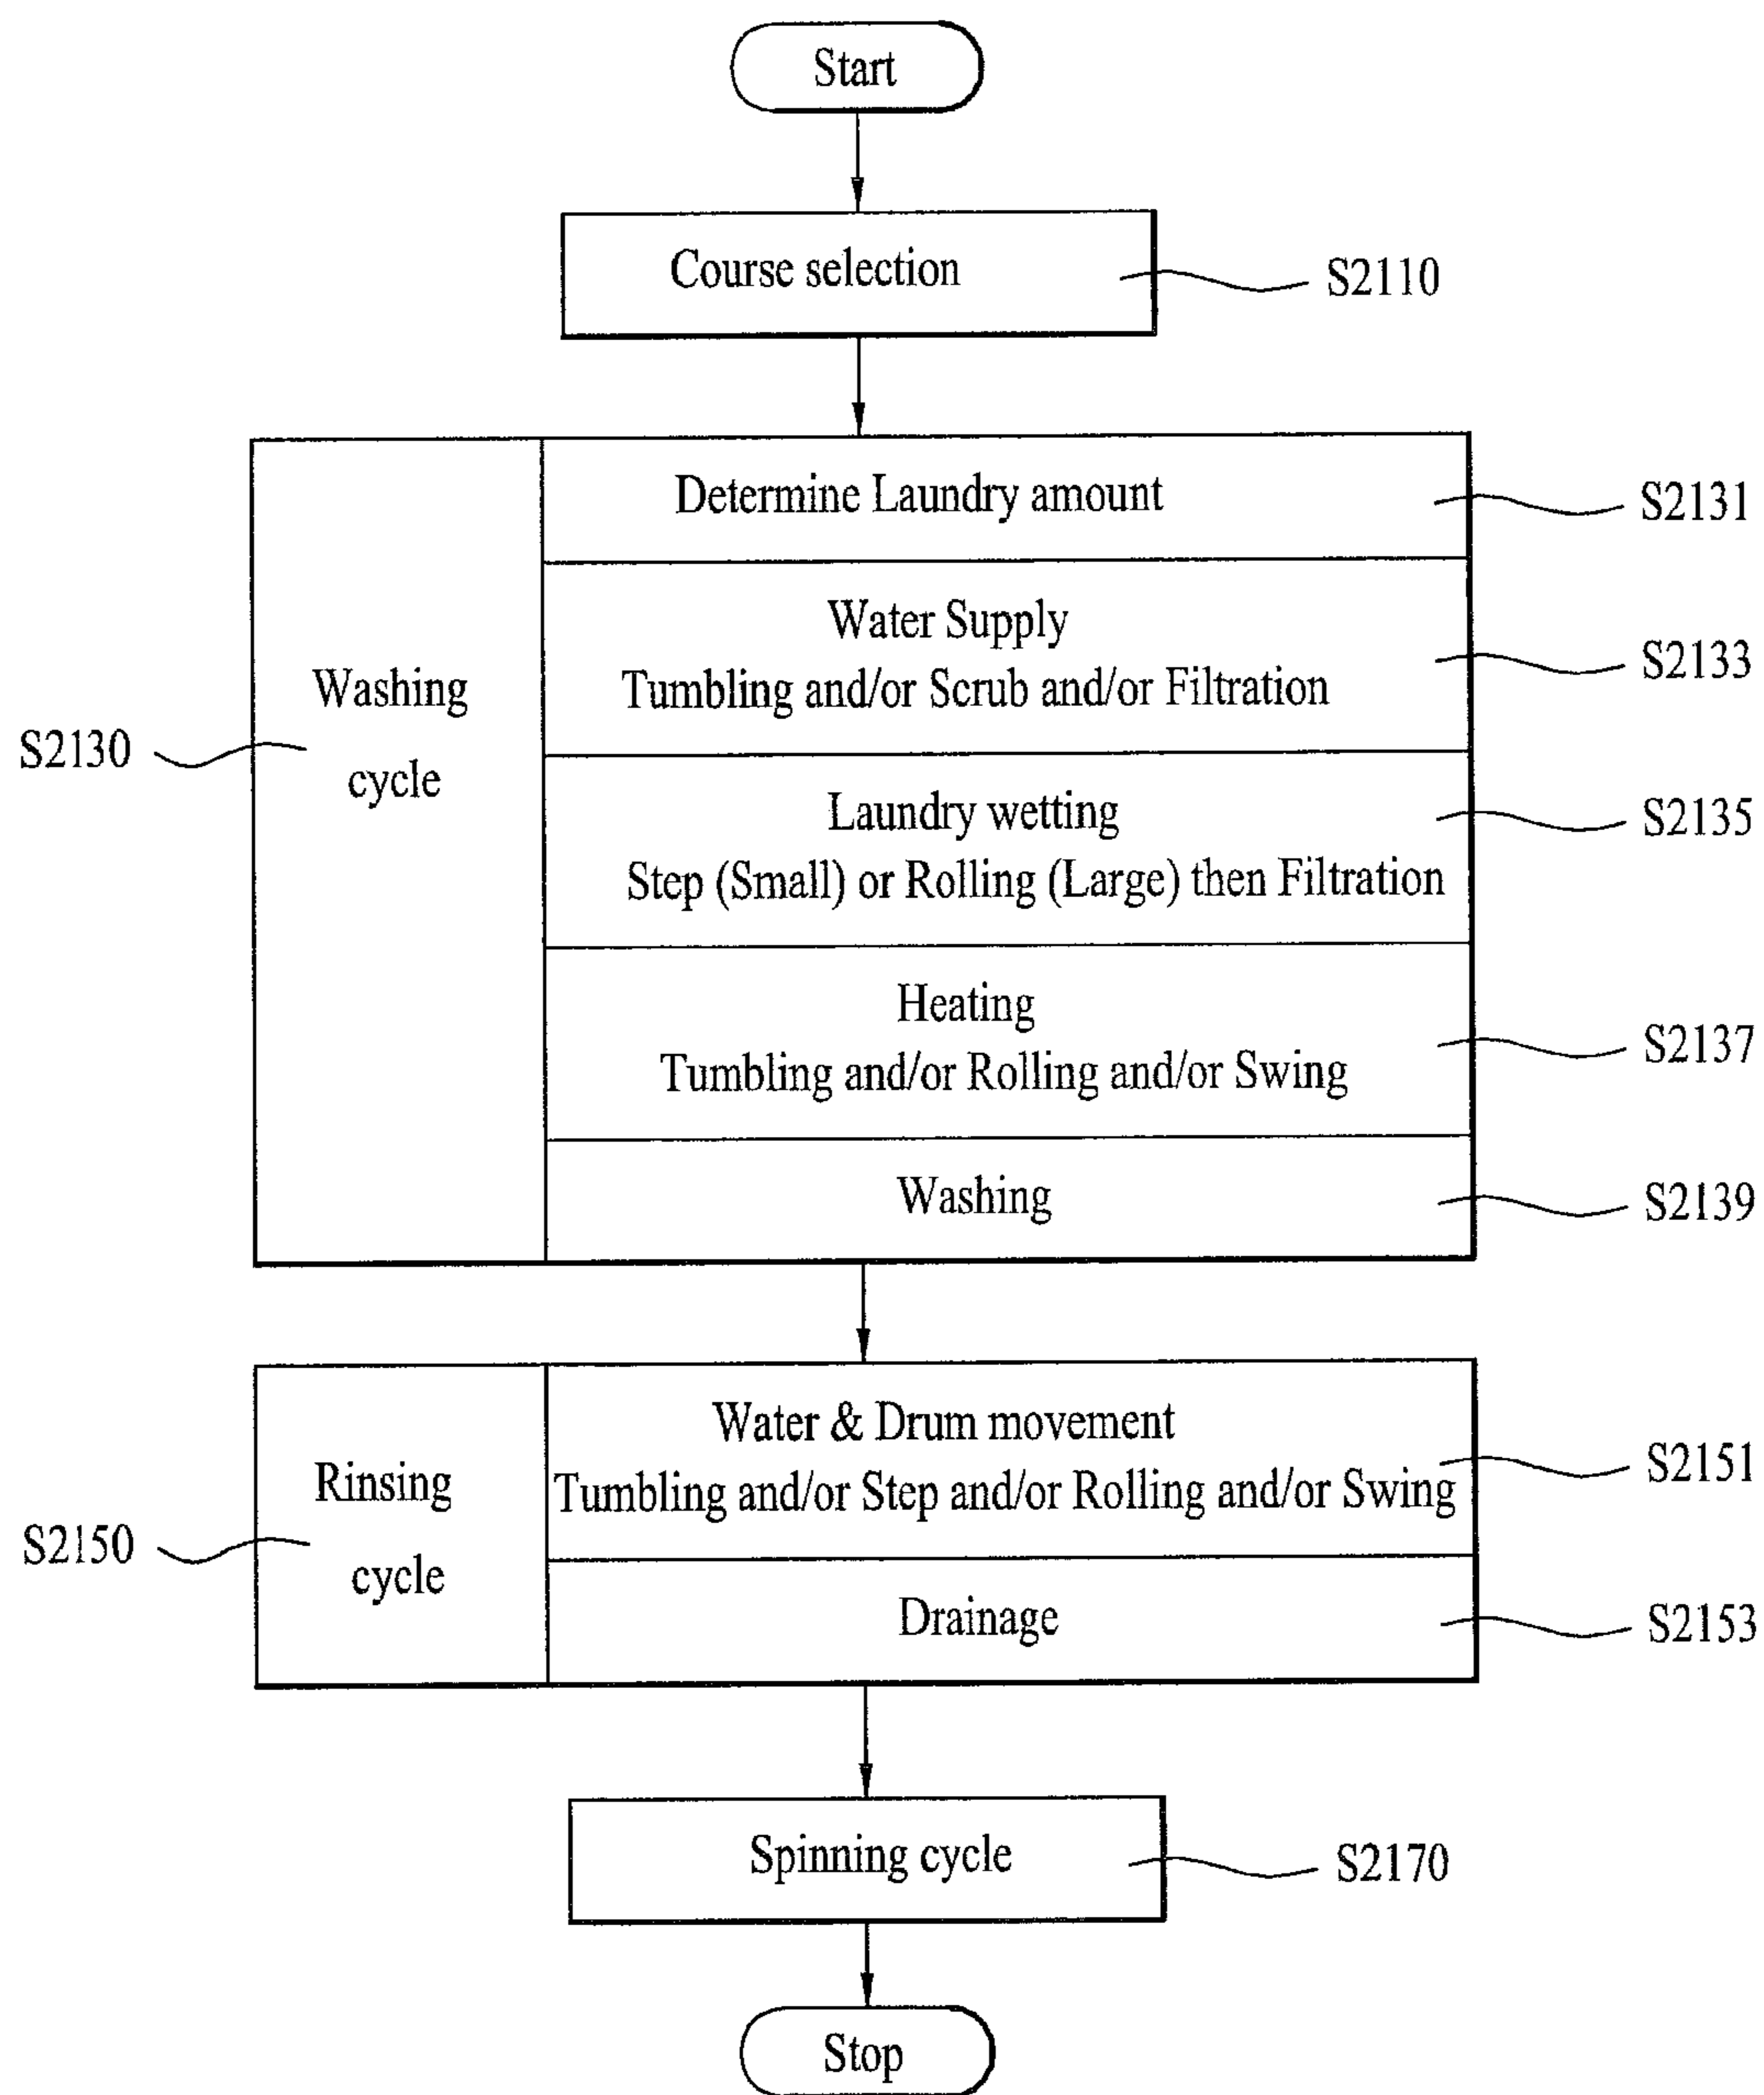 Start
Course selection
S2110
Determine Laundry amount
S2131
Water Supply
Tumbling and/or Scrub and/or Filtration
S2133
Washing
cycle
S2130
Laundry wetting
Step (Small) or Rolling (Large) then Filtration
S2135
Heating
Tumbling and/or Rolling and/or Swing
S2137
Washing
S2139
Water & Drum movement
Tumbling and/or Step and/or Rolling and/or Swing
S2151
Rinsing
cycle
S2150
Drainage
S2153
Spinning cycle
S2170
Stop